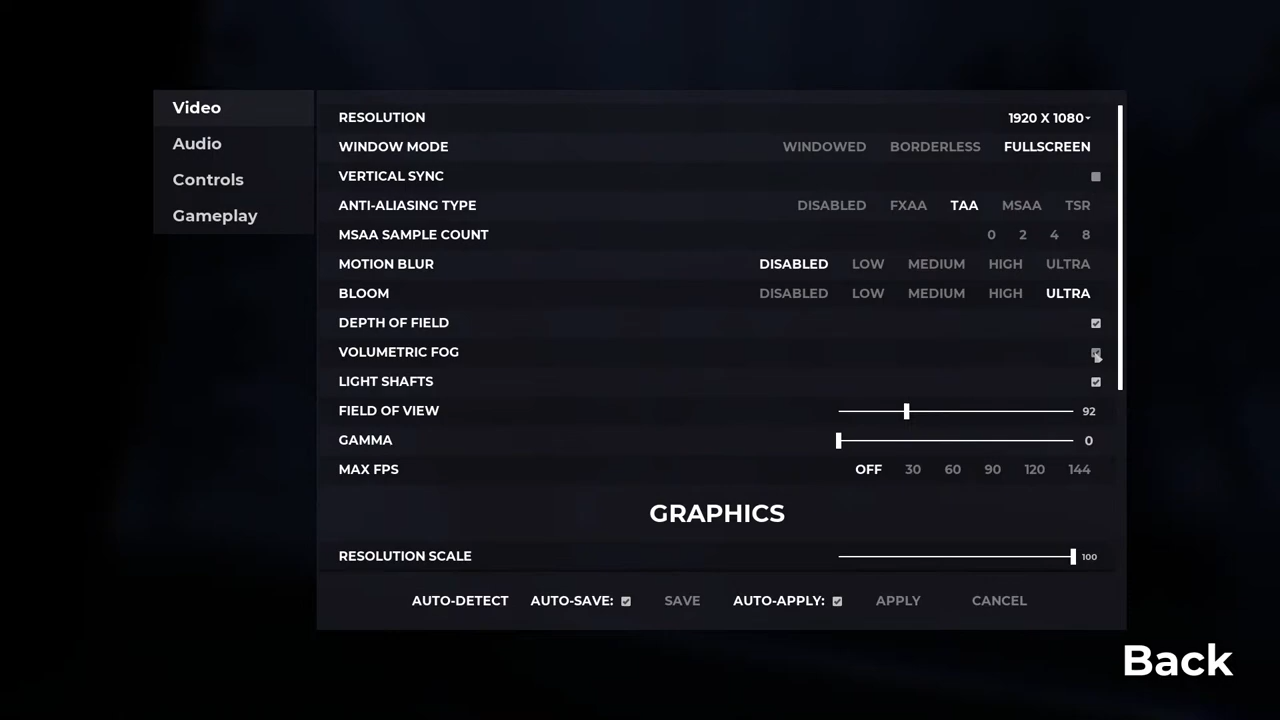 Video
Audio
Controls
Gameplay
RESOLUTION 1920 X 1080
WINDOW MODE WINDOWED BORDERLESS FULLSCREEN
VERTICAL SYNC
ANTI-ALIASING TYPE DISABLED FXAA TAA MSAA TSR
MSAA SAMPLE COUNT 0 2 4 8
MOTION BLUR DISABLED LOW MEDIUM HIGH ULTRA
BLOOM DISABLED LOW MEDIUM HIGH ULTRA
DEPTH OF FIELD
VOLUMETRIC FOG
LIGHT SHAFTS
FIELD OF VIEW 92
GAMMA 0
MAX FPS OFF 30 60 90 120 144
GRAPHICS
RESOLUTION SCALE 100
AUTO-DETECT AUTO-SAVE: SAVE AUTO-APPLY: APPLY CANCEL
Back